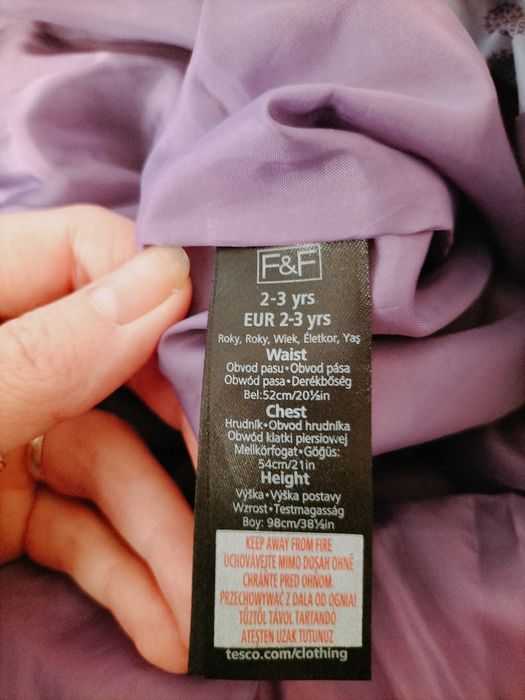 F&F
2-3 yrs
EUR 2-3 yrs
Roky, Roky, Wiek, Életkor, Yaş
Waist
Obvod pasu•Obvod pása
Obwód pasa•Derékbőség
Bel:52cm/20½in
Chest
Hrudník•Obvod hrudníka
Obwód klatki piersiowej
Mellkörfogat•Göğüs:
54cm/21in
Height
Výška•Výška postavy
Wzrost•Testmagasság
Boy: 98cm/38½in
KEEP AWAY FROM FIRE
UCHOVÁVEJTE MIMO DOSAH OHNĚ
CHRÁŇTE PRED OHŇOM.
PRZECHOWYWAĆ Z DALA OD OGNIA!
TŰZTŐL TÁVOL TARTANDÓ
ATEŞTEN UZAK TUTUNUZ
tesco.com/clothing